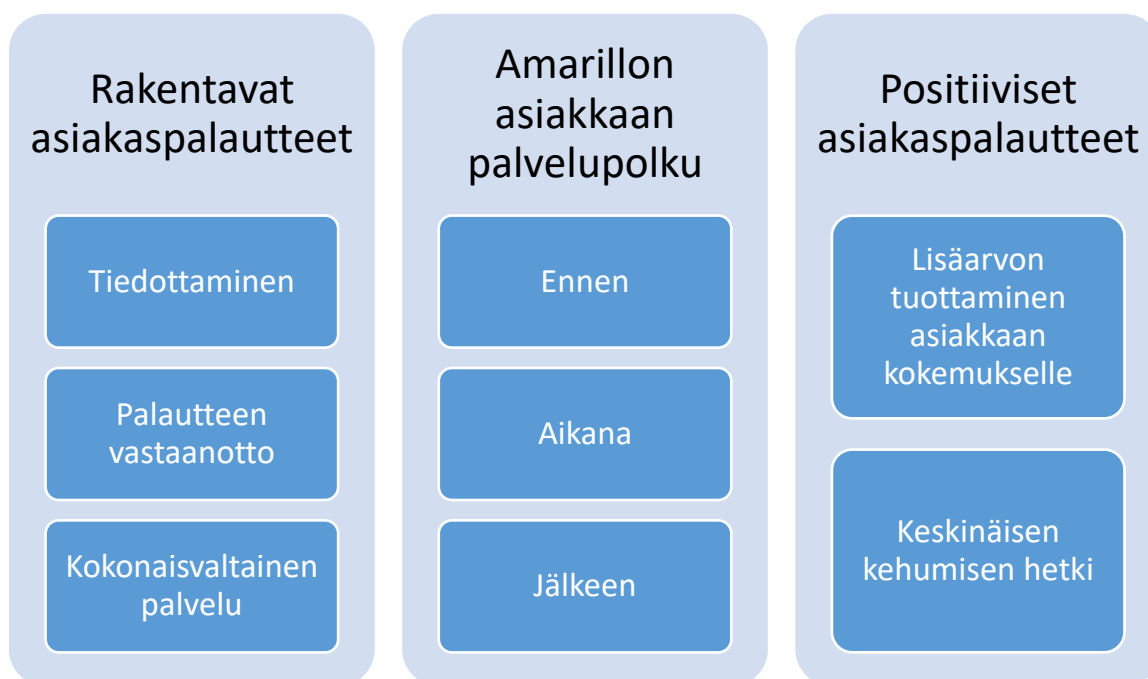 Rakentavat
asiakaspalautteet
Tiedottaminen
Palautteen
vastaanotto
Kokonaisvaltainen
palvelu
Amarillon
asiakkaan
palvelupolku
Ennen
Aikana
Jälkeen
Positiiviset
asiakaspalautteet
Lisäarvon
tuottaminen
asiakkaan
kokemukselle
Keskinäisen
kehumisen hetki